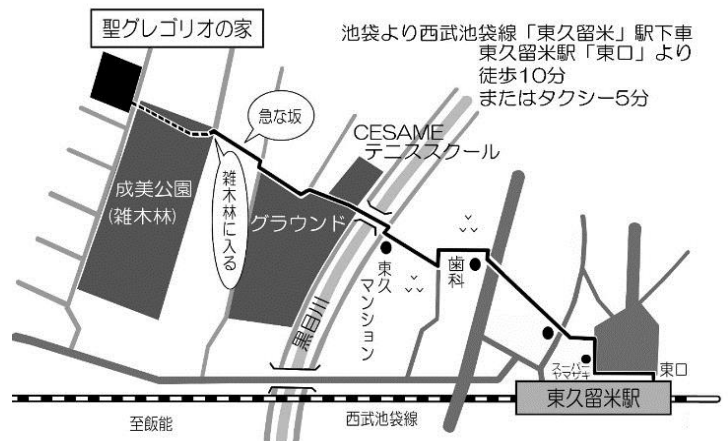 聖グレゴリオの家
池袋より西武池袋線「東久留米」駅下車
東久留米駅「東口」より
徒歩10分
またはタクシー5分
急な坂
CESAME
テニススクール
成美公園
(雑木林)
雑木林に入る
グラウンド
東久
マンション
歯科
黒目川
スーパー
ヤマザキ
東口
東久留米駅
至飯能
西武池袋線